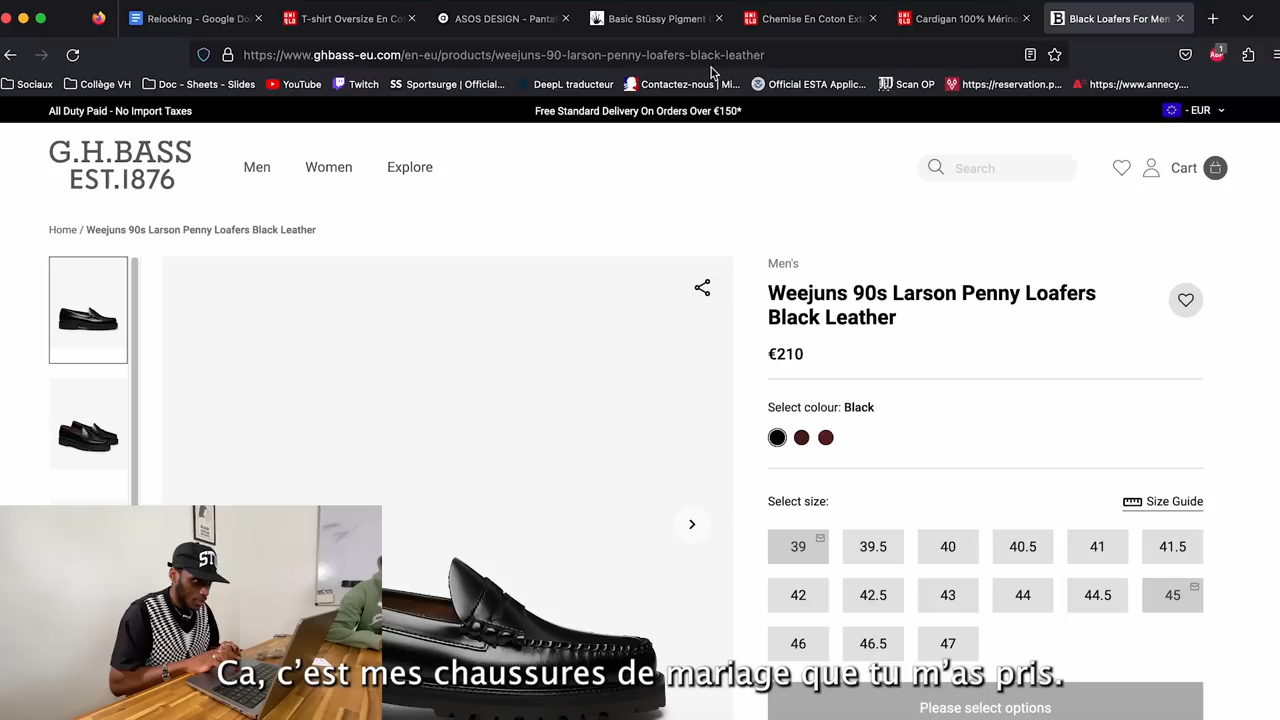 Relooking - Google Do
T-shirt Oversize En Co
ASOS DESIGN - Panta
Basic Stüssy Pigment
Chemise En Coton Ext
Cardigan 100% Mérino
Black Loafers For Men
https://www.ghbass-eu.com/en-eu/products/weejuns-90-larson-penny-loafers-black-leather
ABP
1
Sociaux
Collège VH
Doc - Sheets - Slides
YouTube
Twitch
SS Sportsurge | Official...
DeepL traducteur
Contactez-nous | Mi...
Official ESTA Applic...
Scan OP
https://reservation.p...
https://www.annecy....
All Duty Paid - No Import Taxes
Free Standard Delivery On Orders Over €150*
- EUR
G.H.BASS
EST.1876
Men
Women
Explore
Search
Cart
Home / Weejuns 90s Larson Penny Loafers Black Leather
Men's
Weejuns 90s Larson Penny Loafers
Black Leather
€210
Select colour: Black
Select size:
Size Guide
39 39.5 40 40.5 41 41.5
42 42.5 43 44 44.5 45
46 46.5 47
Please select options
ST
Ca, c'est mes chaussures de mariage que tu m'as pris.